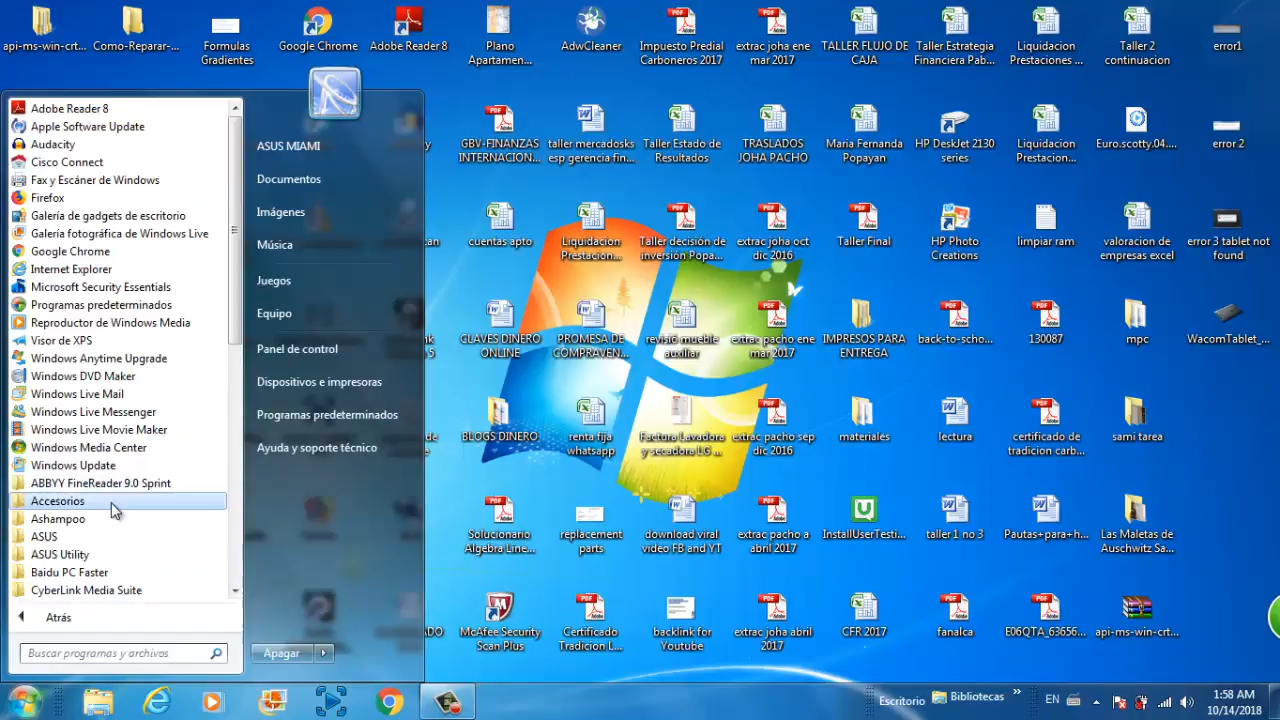 api-ms-win-crt...
Como-Reparar-...
Formulas
Gradientes
Google Chrome
Adobe Reader 8
Plano
Apartamen...
AdwCleaner
Impuesto Predial
Carboneros 2017
extrac joha ene
mar 2017
TALLER FLUJO DE
CAJA
Taller Estrategia
Financiera Pab...
Liquidacion
Prestaciones ...
Taller 2
continuacion
error1
GBV-FINANZAS
INTERNACION...
taller mercadosks
esp gerencia fin...
Taller Estado de
Resultados
TRASLADOS
JOHA PACHO
Maria Fernanda
Popayan
HP DeskJet 2130
series
Liquidacion
Prestacion...
Euro.scotty.04....
error 2
cuentas apto
Liquidacion
Prestacion...
Taller decisión de
inversión Popa...
extrac joha oct
dic 2016
Taller Final
HP Photo
Creations
limpiar ram
valoracion de
empresas excel
error 3 tablet not
found
CLAVES DINERO
ONLINE
PROMESA DE
COMPRAVEN...
revisió mueble
auxiliar
extrac pacho ene
mar 2017
IMPRESOS PARA
ENTREGA
back-to-scho...
130087
mpc
WacomTablet_...
BLOGS DINERO
renta fija
whatsapp
Factura Lavadora
y secadora LG ...
extrac pacho sep
dic 2016
materiales
lectura
certificado de
tradicion carb...
sami tarea
Solucionario
Algebra Line...
replacement
parts
download viral
video FB and YT
extrac pacho a
abril 2017
InstallUserTesti...
taller 1 no 3
Pautas+para+h...
Las Maletas de
Auschwitz Sa...
McAfee Security
Scan Plus
Certificado
Tradicion L...
backlink for
Youtube
extrac joha abril
2017
CFR 2017
fanalca
E06QTA_63656...
api-ms-win-crt...
Adobe Reader 8
Apple Software Update
Audacity
Cisco Connect
Fax y Escáner de Windows
Firefox
Galería de gadgets de escritorio
Galería fotográfica de Windows Live
Google Chrome
Internet Explorer
Microsoft Security Essentials
Programas predeterminados
Reproductor de Windows Media
Visor de XPS
Windows Anytime Upgrade
Windows DVD Maker
Windows Live Mail
Windows Live Messenger
Windows Live Movie Maker
Windows Media Center
Windows Update
ABBYY FineReader 9.0 Sprint
Accesorios
Ashampoo
ASUS
ASUS Utility
Baidu PC Faster
CyberLink Media Suite
Atrás
Buscar programas y archivos
ASUS MIAMI
Documentos
Imágenes
Música
Juegos
Equipo
Panel de control
Dispositivos e impresoras
Programas predeterminados
Ayuda y soporte técnico
Apagar
Escritorio
Bibliotecas
EN
1:58 AM
10/14/2018